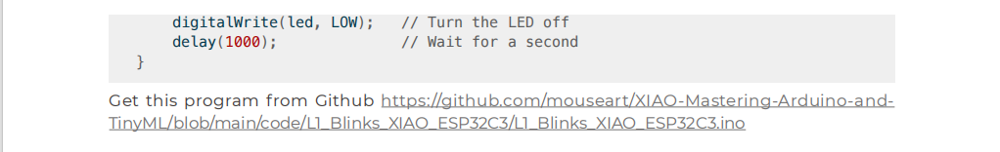 digitalWrite(led, LOW);   // Turn the LED off
delay(1000);              // Wait for a second
}
Get this program from Github https://github.com/mouseart/XIAO-Mastering-Arduino-and-
TinyML/blob/main/code/L1_Blinks_XIAO_ESP32C3/L1_Blinks_XIAO_ESP32C3.ino